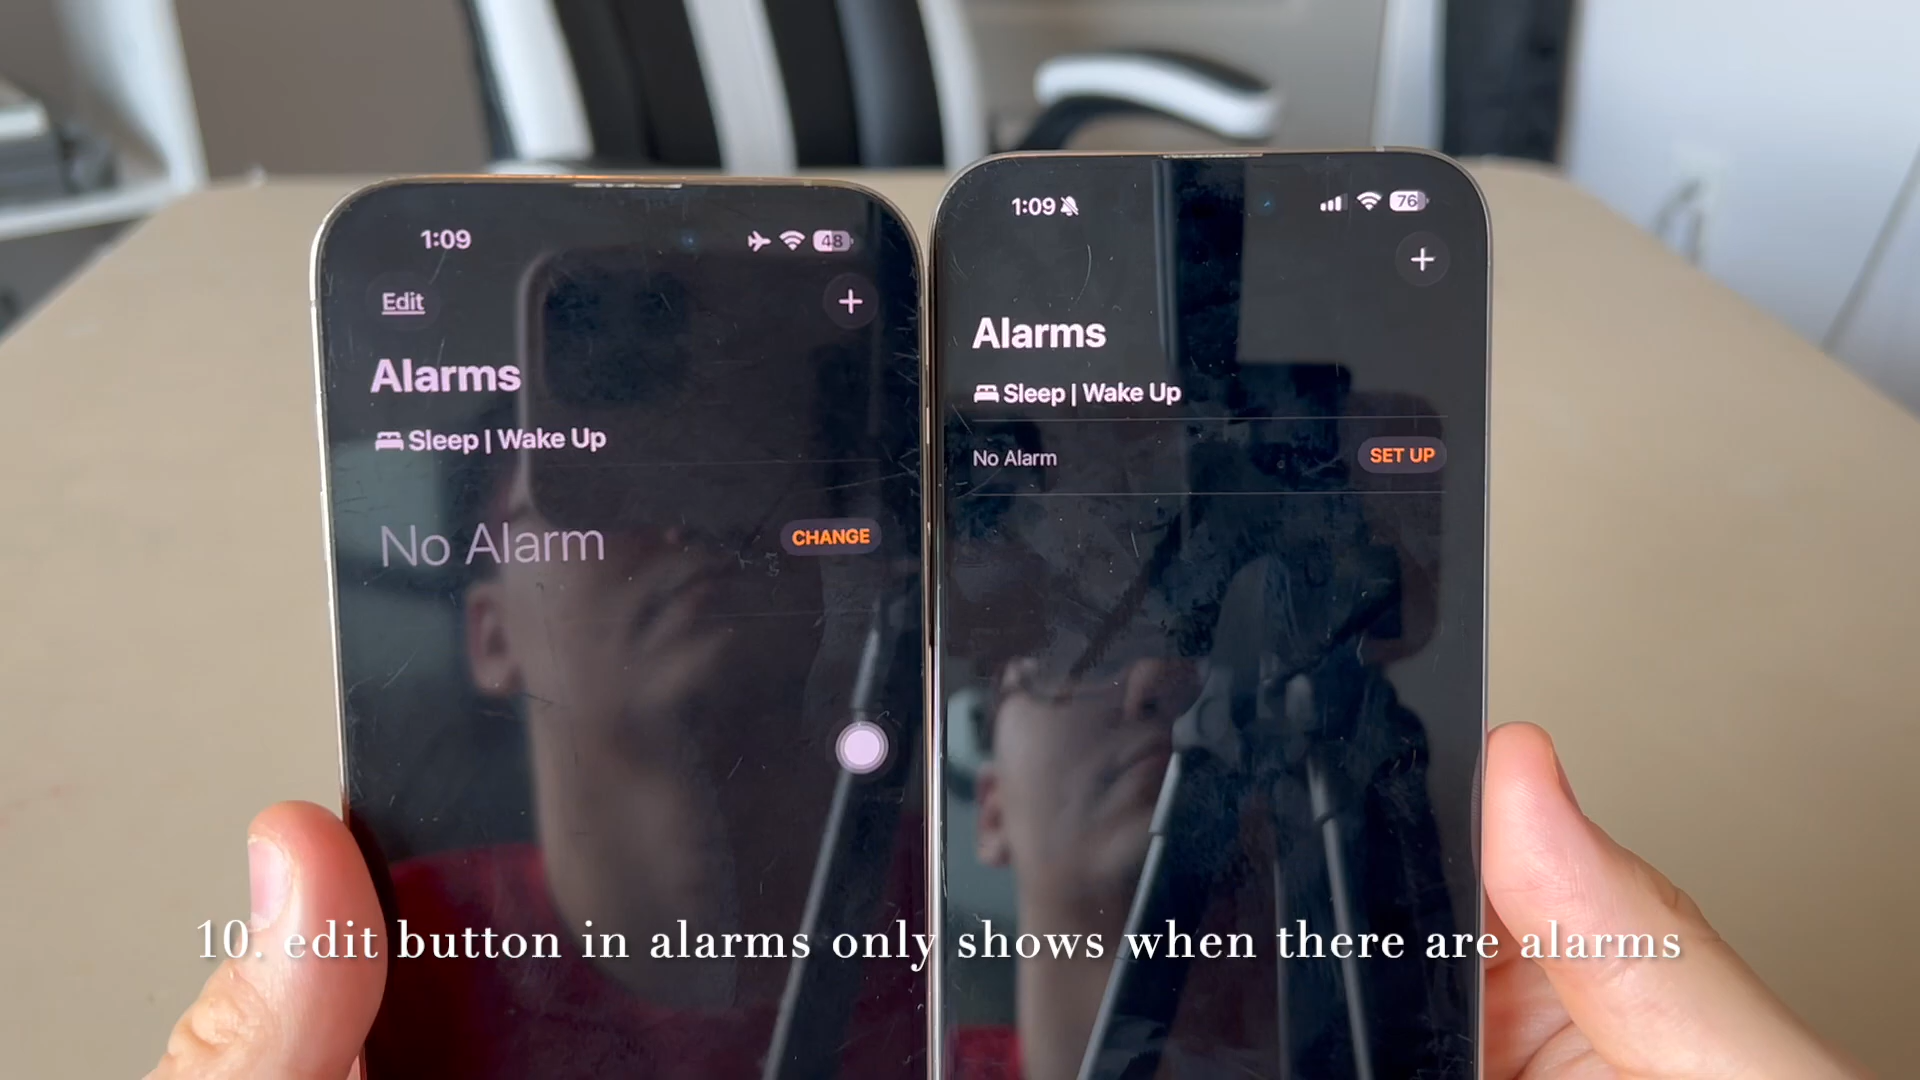 1:09
48
Edit
+
Alarms
Sleep | Wake Up
No Alarm
CHANGE
1:09
76
+
Alarms
Sleep | Wake Up
No Alarm
SET UP
10. edit button in alarms only shows when there are alarms